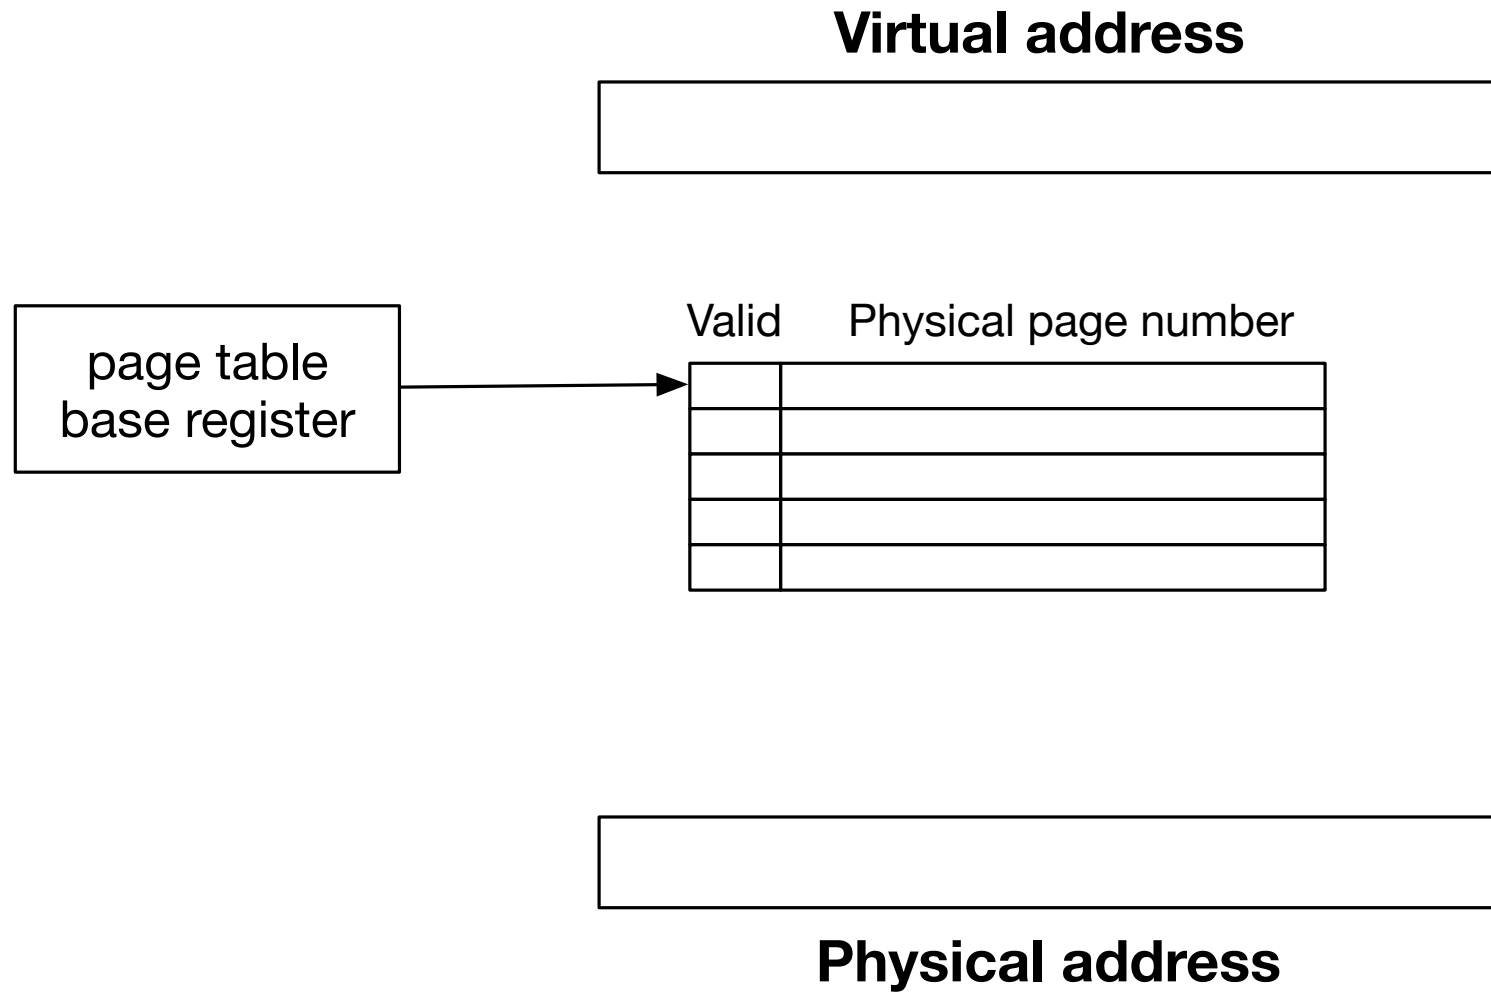 Virtual address
Valid Physical page number
page table
base register
Physical address